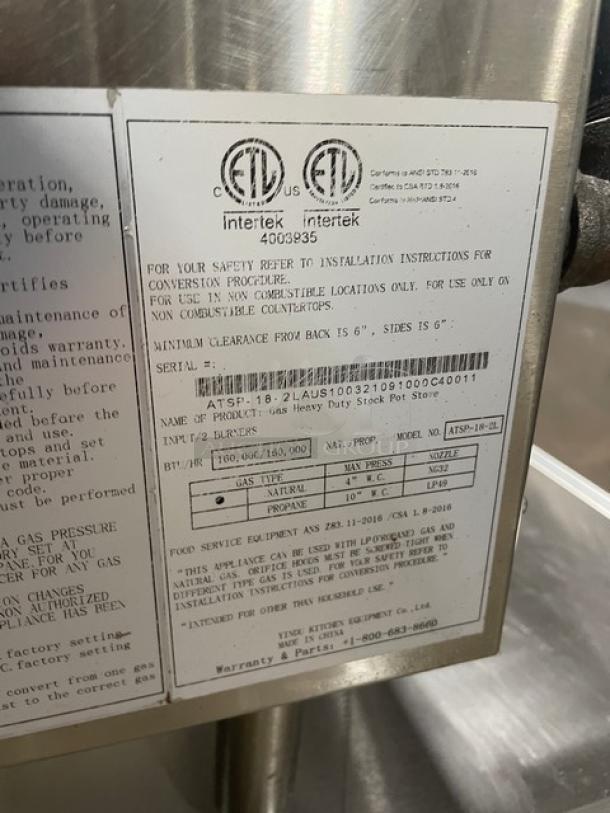 eration,
rty damage,
, operating
y before
t.
rtifies
maintenance of
mage,
oids warranty.
nd maintenance
the
efully before
ent.
led before the
and use.
tops and set
e material.
er proper
code.
ust be performed
A GAS PRESSURE
RY SET AT
PANE. FOR YOU
CER FOR ANY GAS
ON CHANGES
NON AUTHORIZED
PLIANCE HAS BEEN
.factory setting
C.factory setting
convert from one gas
st to the correct gas
C ETL US ETL
LISTED
Intertek Intertek
4003935
Conforms to ANSI STD Z83.11-2016
Certified to CSA STD 1.8-2016
Conforms to NSF/ANSI STD.4
FOR YOUR SAFETY REFER TO INSTALLATION INSTRUCTIONS FOR
CONVERSION PROCEDURE.
FOR USE IN NON COMBUSTIBLE LOCATIONS ONLY. FOR USE ONLY ON
NON COMBUSTIBLE COUNTERTOPS.
MINIMUM CLEARANCE FROM BACK IS 6", SIDES IS 6".
SERIAL #:
ATSP-18-2LAUS100321091000C40011
NAME OF PRODUCT: Gas Heavy Duty Stock Pot Stove
INPUT/2 BURNERS
BTU/HR 160,000/160,000 NAT./PROP. MODEL NO. ATSP-18-2L
GAS TYPE MAX PRESS NOZZLE
NATURAL 4" W.C. NG32
PROPANE 10" W.C. LP49
FOOD SERVICE EQUIPMENT ANS Z83.11-2016 /CSA 1.8-2016
"THIS APPLIANCE CAN BE USED WITH LP(PROPANE) GAS AND
NATURAL GAS. ORIFICE HOODS MUST BE SCREWED TIGHT WHEN
DIFFERENT TYPE GAS IS USED. FOR YOUR SAFETY REFER TO
INSTALLATION INSTRUCTIONS FOR CONVERSION PROCEDURE."
"INTENDED FOR OTHER THAN HOUSEHOLD USE."
YINDU KITCHEN EQUIPMENT Co.,Ltd.
MADE IN CHINA
Warranty & Parts: +1-800-683-8660